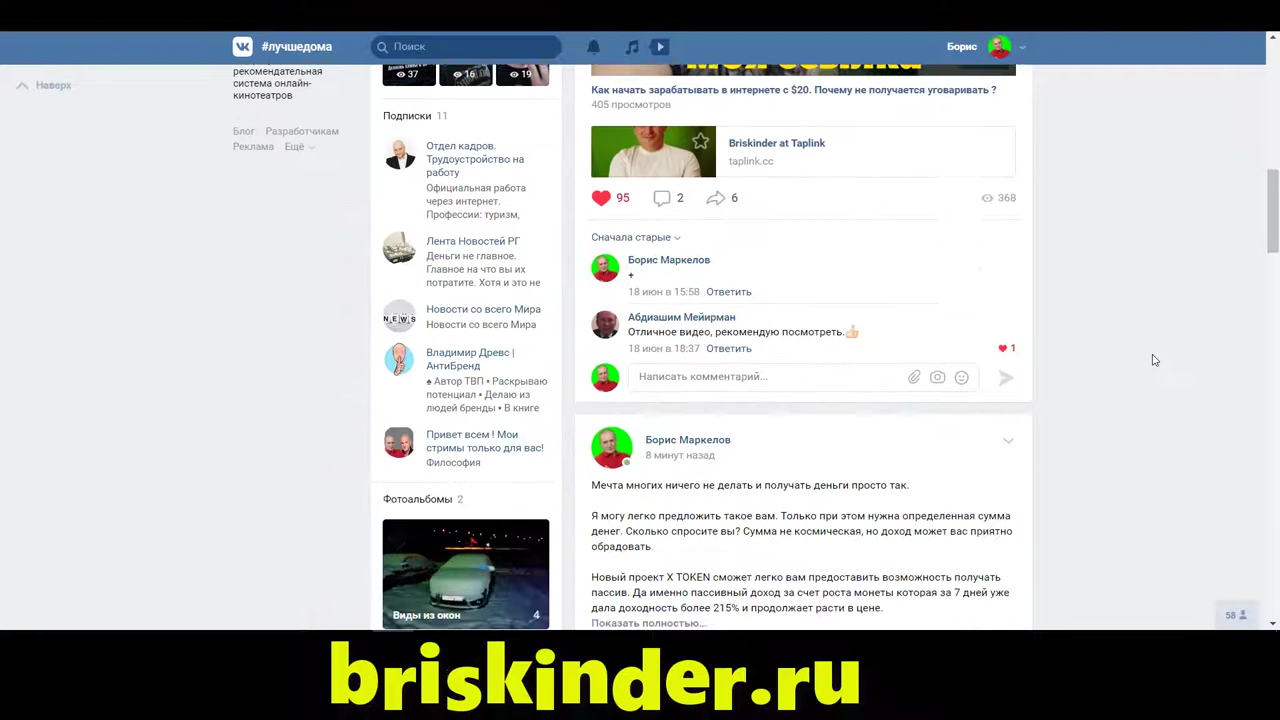 #лучшедома
Поиск
Борис
Наверх
рекомендательная
система онлайн-
кинотеатров
Блог Разработчикам
Реклама Ещё
37
16
19
Подписки 11
Отдел кадров.
Трудоустройство на
работу
Официальная работа
через интернет.
Профессии: туризм,
Лента Новостей РГ
Деньги не главное.
Главное на что вы их
потратите. Хотя и это не
NEWS
Новости со всего Мира
Новости со всего Мира
Владимир Древс |
АнтиБренд
♠ Автор ТВП • Раскрываю
потенциал • Делаю из
людей бренды • В книге
Привет всем ! Мои
стримы только для вас!
Философия
Фотоальбомы 2
Виды из окон 4
Как начать зарабатывать в интернете с $20. Почему не получается уговаривать ?
405 просмотров
Briskinder at Taplink
taplink.cc
95 2 6 368
Сначала старые
Борис Маркелов
+
18 июн в 15:58 Ответить
Абдиашим Мейирман
Отличное видео, рекомендую посмотреть.👍
18 июн в 18:37 Ответить
1
Написать комментарий...
Борис Маркелов
8 минут назад
Мечта многих ничего не делать и получать деньги просто так.
Я могу легко предложить такое вам. Только при этом нужна определенная сумма
денег. Сколько спросите вы? Сумма не космическая, но доход может вас приятно
обрадовать.
Новый проект X TOKEN сможет легко вам предоставить возможность получать
пассив. Да именно пассивный доход за счет роста монеты которая за 7 дней уже
дала доходность более 215% и продолжает расти в цене.
Показать полностью...
58
briskinder.ru